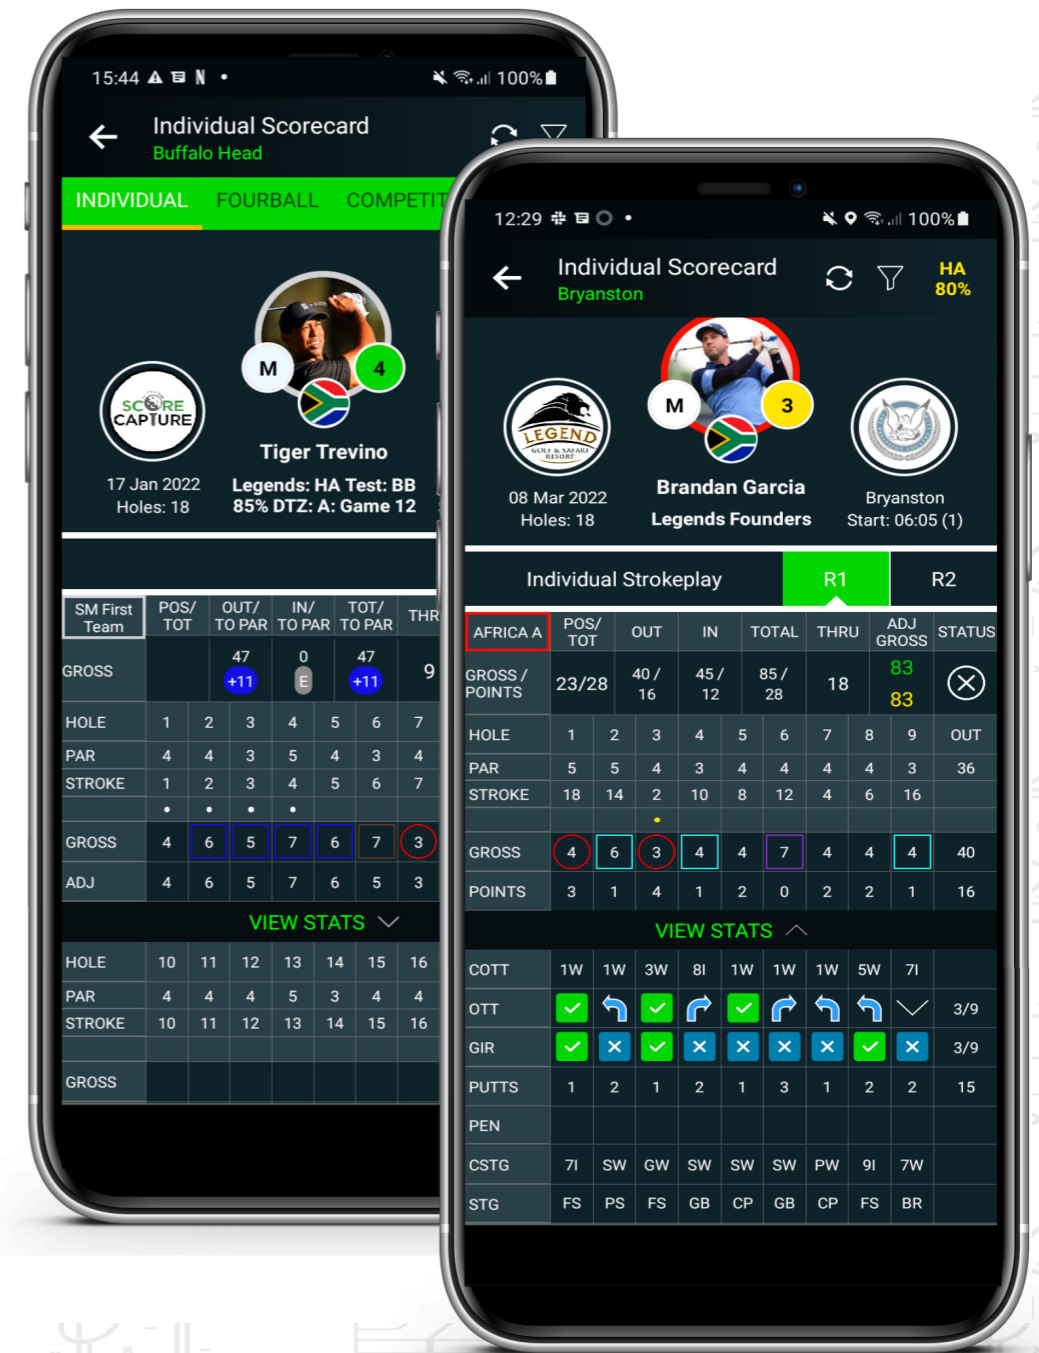 15:44 N 100%
Individual Scorecard
Buffalo Head
INDIVIDUAL FOURBALL COMPETIT
M 4
SCORE
CAPTURE
Tiger Trevino
17 Jan 2022 Legends: HA Test: BB
Holes: 18 85% DTZ: A: Game 12
SM First Team POS/ TOT OUT/ TO PAR IN/ TO PAR TOT/ TO PAR THR
GROSS 47 +11 0 E 47 +11 9
HOLE 1 2 3 4 5 6 7
PAR 4 4 3 5 4 3 4
STROKE 1 2 3 4 5 6 7
GROSS 4 6 5 7 6 7 3
ADJ 4 6 5 7 6 5 3
VIEW STATS
HOLE 10 11 12 13 14 15 16
PAR 4 4 4 5 3 4 4
STROKE 10 11 12 13 14 15 16
GROSS
12:29 100%
Individual Scorecard
Bryanston
HA
80%
M 3
LEGEND
GOLF & SAFARI
RESORT
Brandan Garcia
08 Mar 2022 Bryanston
Holes: 18 Legends Founders Start: 06:05 (1)
Individual Strokeplay R1 R2
AFRICA A POS/ TOT OUT IN TOTAL THRU ADJ GROSS STATUS
GROSS / POINTS 23/28 40 / 16 45 / 12 85 / 28 18 83 83
HOLE 1 2 3 4 5 6 7 8 9 OUT
PAR 5 5 4 3 4 4 4 4 3 36
STROKE 18 14 2 10 8 12 4 6 16
GROSS 4 6 3 4 4 7 4 4 4 40
POINTS 3 1 4 1 2 0 2 2 1 16
VIEW STATS
COTT 1W 1W 3W 8I 1W 1W 1W 5W 7I
OTT 3/9
GIR 3/9
PUTTS 1 2 1 2 1 3 1 2 2 15
PEN
CSTG 7I SW GW SW SW SW PW 9I 7W
STG FS PS FS GB CP GB CP FS BR